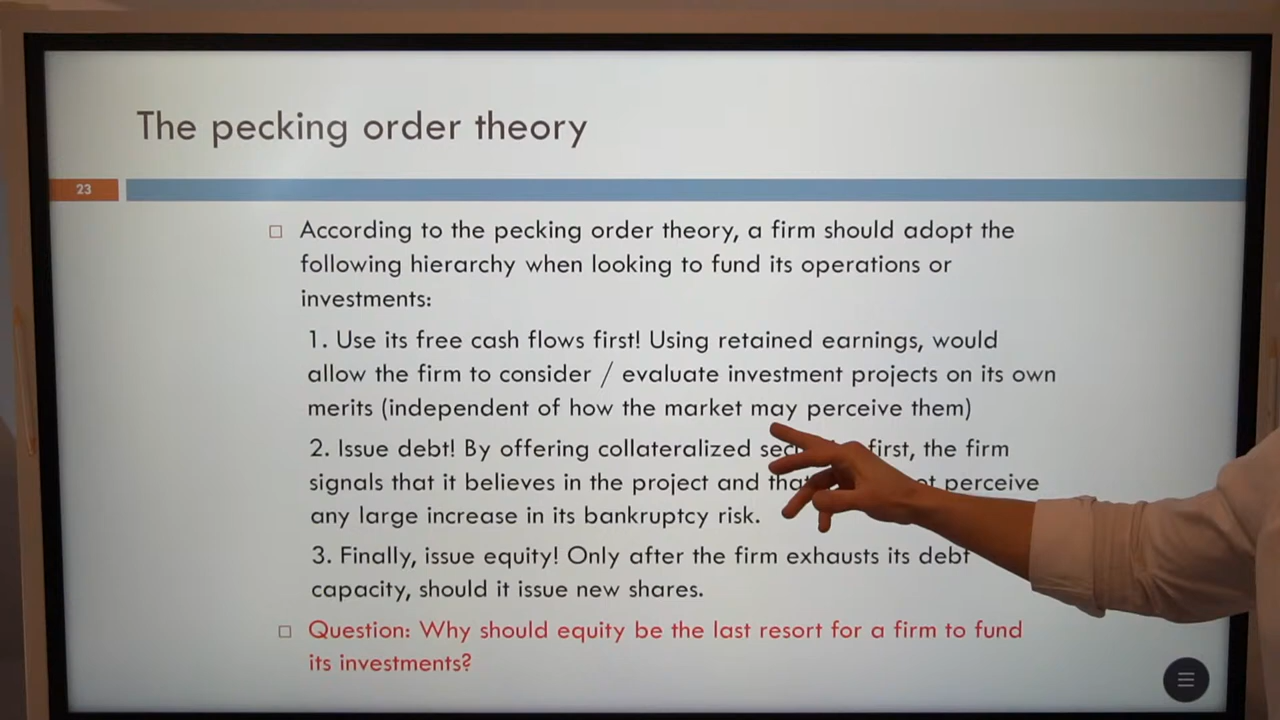 The pecking order theory
23
According to the pecking order theory, a firm should adopt the
following hierarchy when looking to fund its operations or
investments:
1. Use its free cash flows first! Using retained earnings, would
allow the firm to consider / evaluate investment projects on its own
merits (independent of how the market may perceive them)
2. Issue debt! By offering collateralized first, the firm
signals that it believes in the project and perceive
any large increase in its bankruptcy risk.
3. Finally, issue equity! Only after the firm exhausts its debt
capacity, should it issue new shares.
Question: Why should equity be the last resort for a firm to fund
its investments?